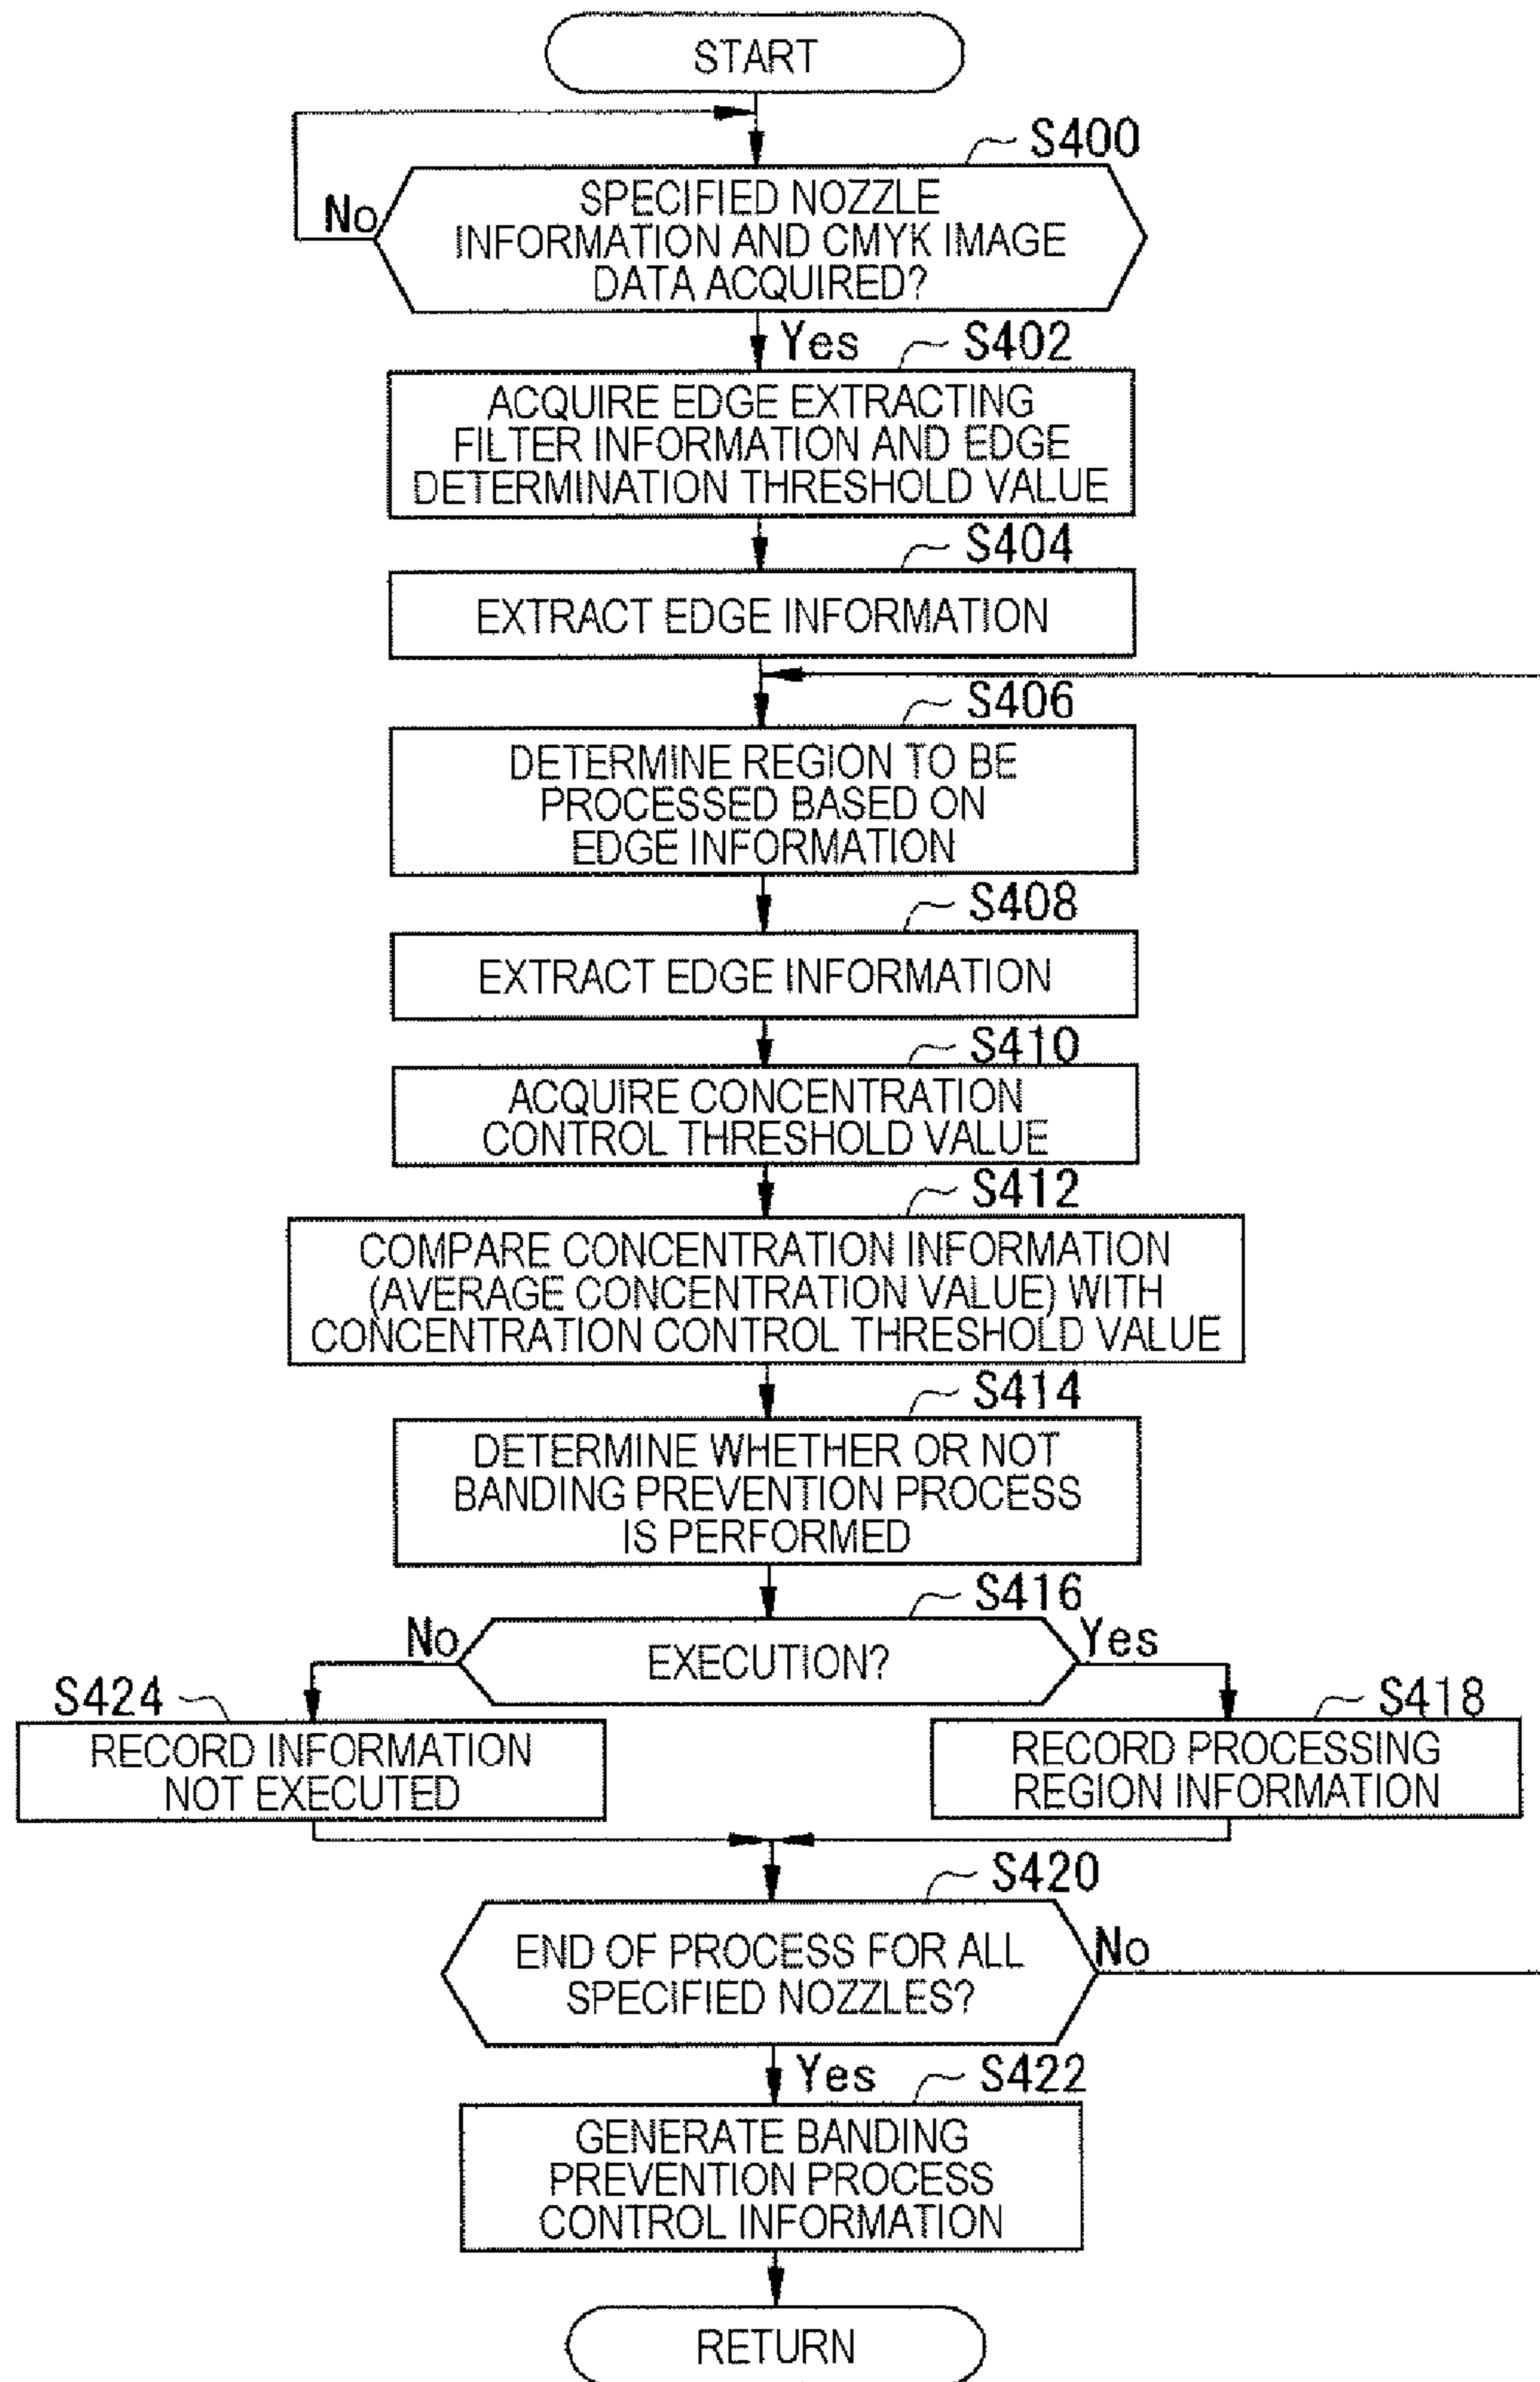 START
S400
SPECIFIED NOZZLE
INFORMATION AND CMYK IMAGE
DATA ACQUIRED?
No
Yes
S402
ACQUIRE EDGE EXTRACTING
FILTER INFORMATION AND EDGE
DETERMINATION THRESHOLD VALUE
S404
EXTRACT EDGE INFORMATION
S406
DETERMINE REGION TO BE
PROCESSED BASED ON
EDGE INFORMATION
S408
EXTRACT EDGE INFORMATION
S410
ACQUIRE CONCENTRATION
CONTROL THRESHOLD VALUE
S412
COMPARE CONCENTRATION INFORMATION
(AVERAGE CONCENTRATION VALUE) WITH
CONCENTRATION CONTROL THRESHOLD VALUE
S414
DETERMINE WHETHER OR NOT
BANDING PREVENTION PROCESS
IS PERFORMED
S416
No
EXECUTION?
Yes
S424
RECORD INFORMATION
NOT EXECUTED
S418
RECORD PROCESSING
REGION INFORMATION
S420
END OF PROCESS FOR ALL
SPECIFIED NOZZLES?
No
Yes
S422
GENERATE BANDING
PREVENTION PROCESS
CONTROL INFORMATION
RETURN